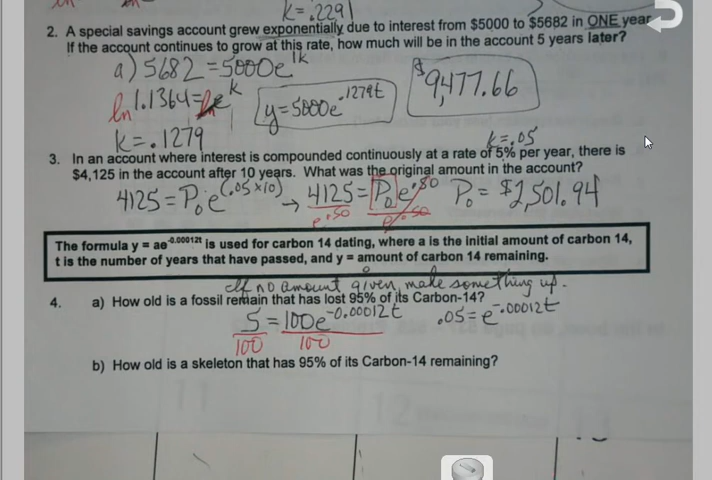 k=.2291
2. A special savings account grew exponentially due to interest from $5000 to $5682 in ONE year.
If the account continues to grow at this rate, how much will be in the account 5 years later?
a) 5682=5000e^1k
ln 1.1364=ln e^k
y=5000e^.1279t
$9,477.66
k=.1279
k=.05
3. In an account where interest is compounded continuously at a rate of 5% per year, there is
$4,125 in the account after 10 years. What was the original amount in the account?
4125=P₀e^(.05×10) → 4125=P₀e^.50 P₀=$2,501.94
e^.50 e^.50
The formula y = ae^-0.00012t is used for carbon 14 dating, where a is the initial amount of carbon 14,
t is the number of years that have passed, and y = amount of carbon 14 remaining.
If no amount given, make something up.
4. a) How old is a fossil remain that has lost 95% of its Carbon-14?
5=100e^-0.00012t .05=e^-.00012t
100 100
b) How old is a skeleton that has 95% of its Carbon-14 remaining?